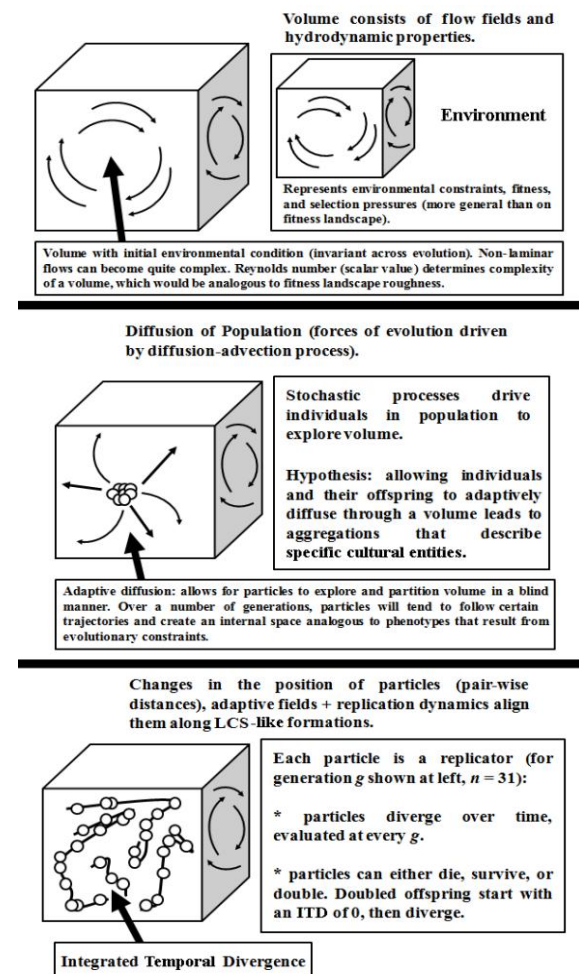 Volume consists of flow fields and
hydrodynamic properties.
Environment
Represents environmental constraints, fitness,
and selection pressures (more general than on
fitness landscape).
Volume with initial environmental condition (invariant across evolution). Non-laminar
flows can become quite complex. Reynolds number (scalar value) determines complexity
of a volume, which would be analogous to fitness landscape roughness.
Diffusion of Population (forces of evolution driven
by diffusion-advection process).
Stochastic processes drive
individuals in population to
explore volume.
Hypothesis: allowing individuals
and their offspring to adaptively
diffuse through a volume leads to
aggregations that describe
specific cultural entities.
Adaptive diffusion: allows for particles to explore and partition volume in a blind
manner. Over a number of generations, particles will tend to follow certain
trajectories and create an internal space analogous to phenotypes that result from
evolutionary constraints.
Changes in the position of particles (pair-wise
distances), adaptive fields + replication dynamics align
them along LCS-like formations.
Each particle is a replicator (for
generation g shown at left, n = 31):
* particles diverge over time,
evaluated at every g.
* particles can either die, survive, or
double. Doubled offspring start with
an ITD of 0, then diverge.
Integrated Temporal Divergence